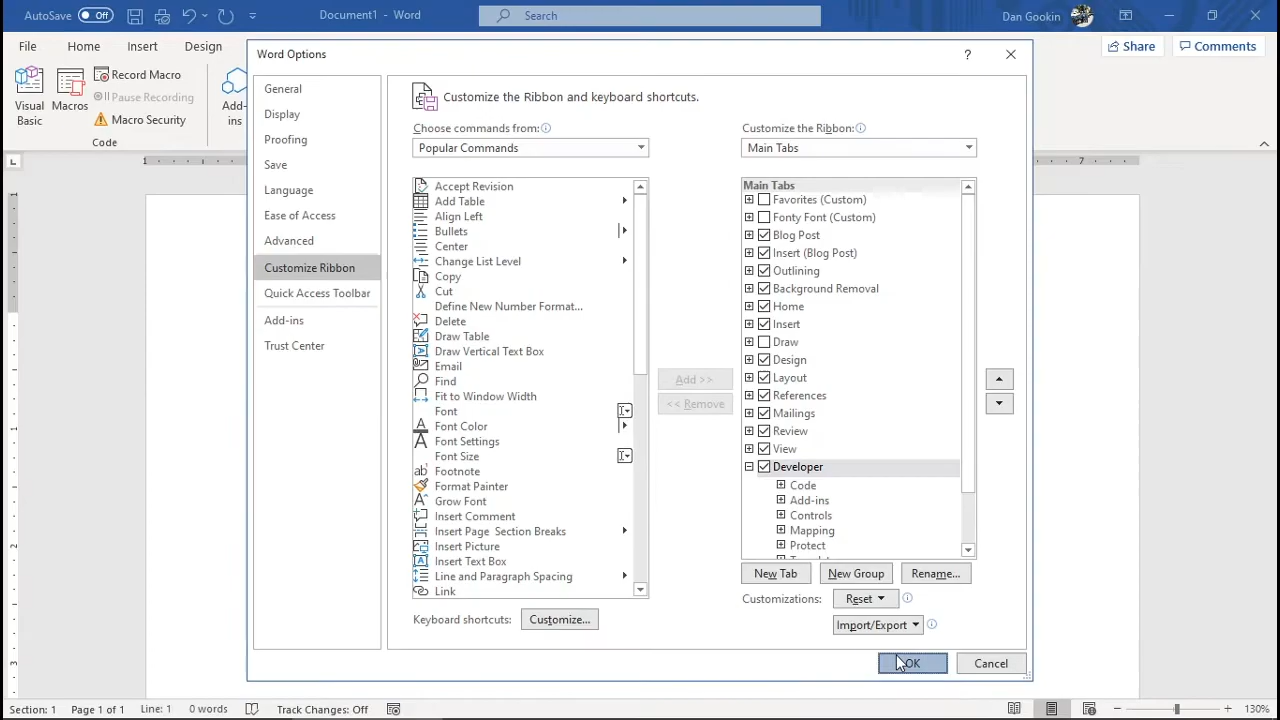 AutoSave Off Document1 - Word Search Dan Gookin
File Home Insert Design Share Comments
Visual Basic
Macros
Record Macro
Pause Recording
Macro Security
Code
Add-ins
Word Options
?
General
Display
Proofing
Save
Language
Ease of Access
Advanced
Customize Ribbon
Quick Access Toolbar
Add-ins
Trust Center
Customize the Ribbon and keyboard shortcuts.
Choose commands from:
Popular Commands
Accept Revision
Add Table
Align Left
Bullets
Center
Change List Level
Copy
Cut
Define New Number Format...
Delete
Draw Table
Draw Vertical Text Box
Email
Find
Fit to Window Width
Font
Font Color
Font Settings
Font Size
Footnote
Format Painter
Grow Font
Insert Comment
Insert Page Section Breaks
Insert Picture
Insert Text Box
Line and Paragraph Spacing
Link
Add >>
<< Remove
Customize the Ribbon:
Main Tabs
Main Tabs
Favorites (Custom)
Fonty Font (Custom)
Blog Post
Insert (Blog Post)
Outlining
Background Removal
Home
Insert
Draw
Design
Layout
References
Mailings
Review
View
Developer
Code
Add-ins
Controls
Mapping
Protect
New Tab New Group Rename...
Customizations: Reset
Import/Export
Keyboard shortcuts: Customize...
OK Cancel
Section: 1 Page 1 of 1 Line: 1 0 words Track Changes: Off 130%